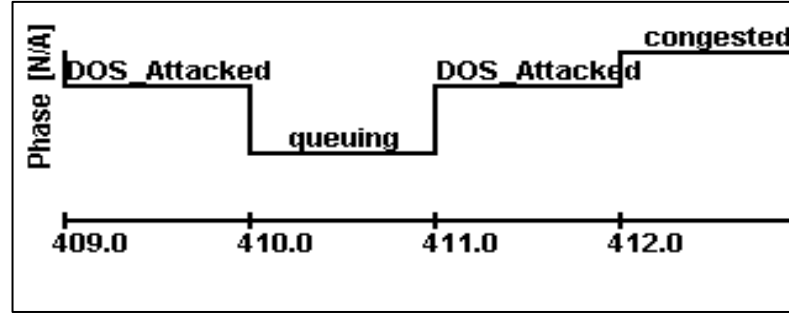 Phase [N/A]
congested
DOS_Attacked DOS_Attacked
queuing
409.0 410.0 411.0 412.0